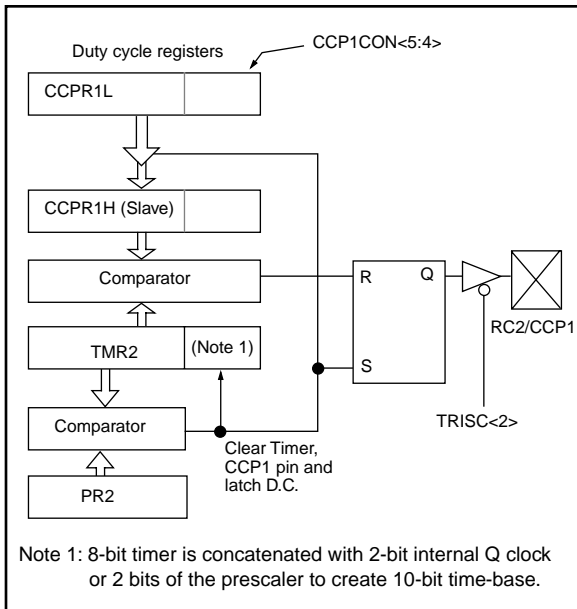 Duty cycle registers
CCP1CON<5:4>
CCPR1L
CCPR1H (Slave)
Comparator
R
Q
RC2/CCP1
TMR2
(Note 1)
S
TRISC<2>
Comparator
Clear Timer,
CCP1 pin and
latch D.C.
PR2
Note 1: 8-bit timer is concatenated with 2-bit internal Q clock
or 2 bits of the prescaler to create 10-bit time-base.